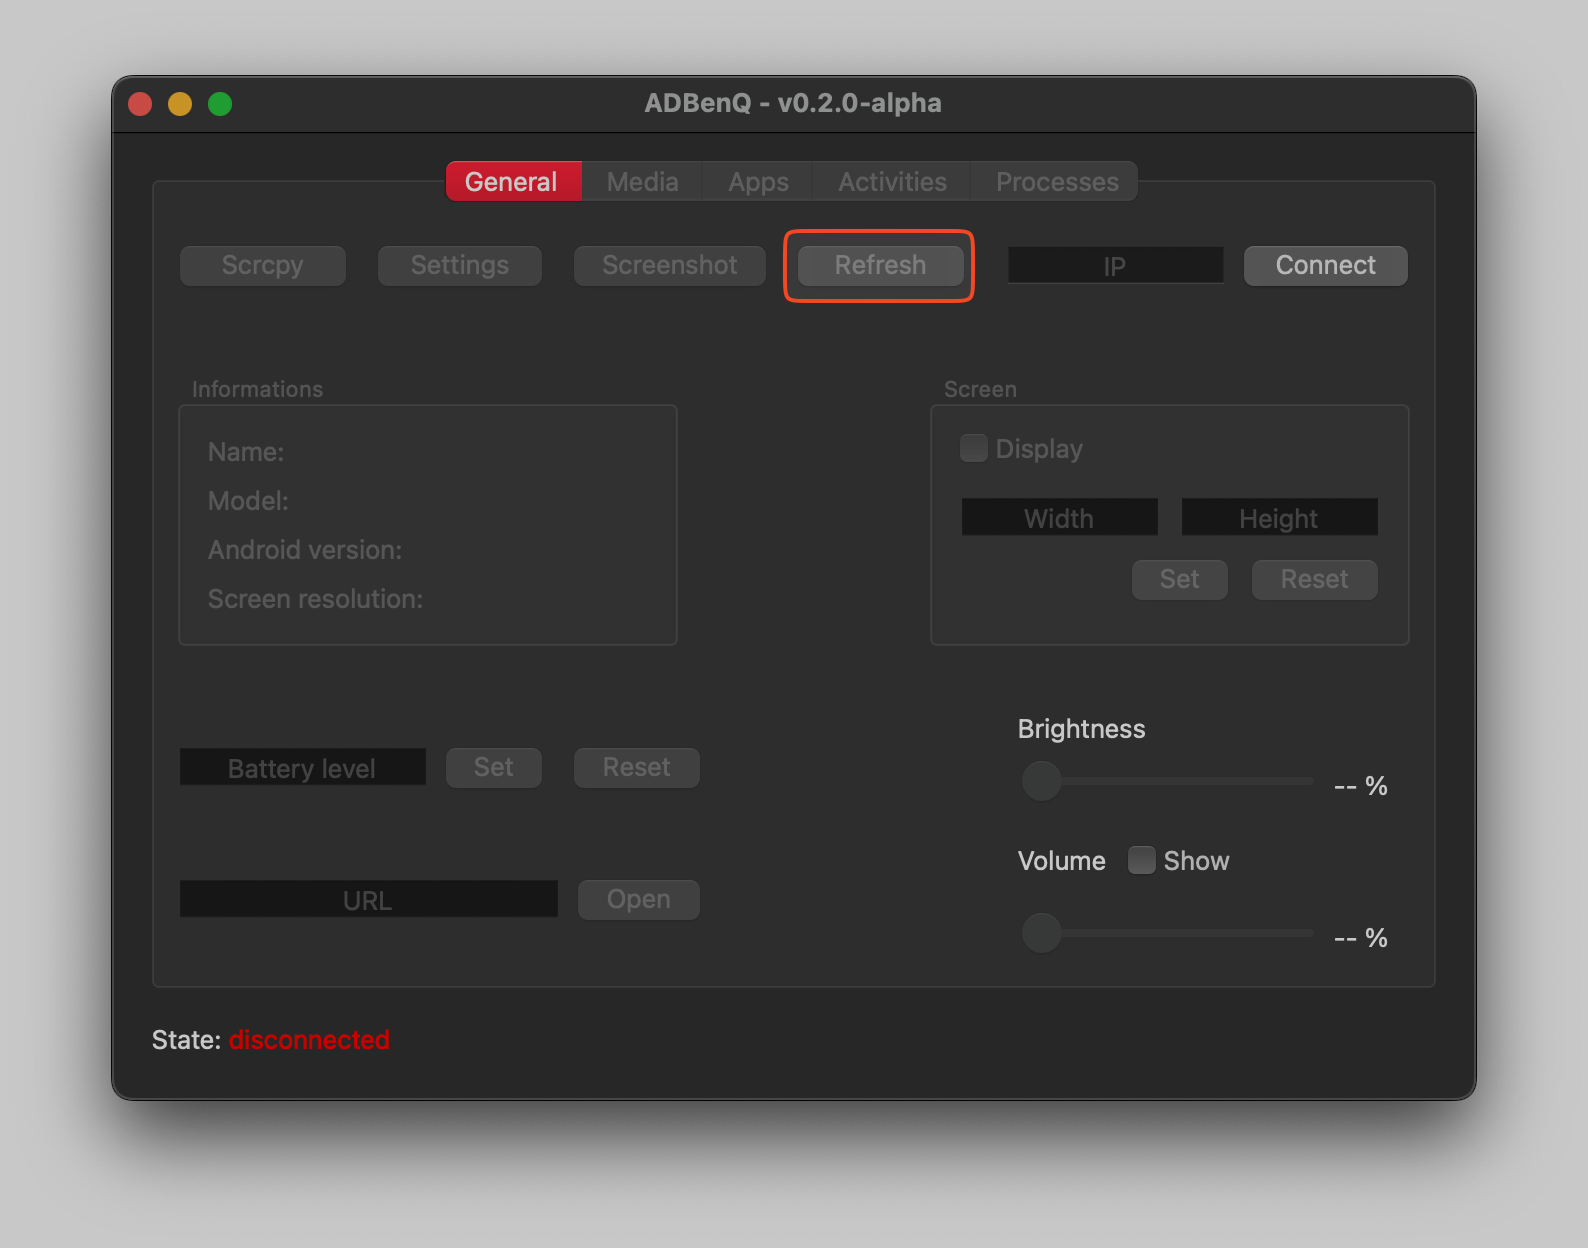 ADBenQ - v0.2.0-alpha
General Media Apps Activities Processes
Scrcpy Settings Screenshot Refresh IP Connect
Informations
Name:
Model:
Android version:
Screen resolution:
Screen
Display
Width Height
Set Reset
Battery level Set Reset
URL Open
Brightness
-- %
Volume Show
-- %
State: disconnected